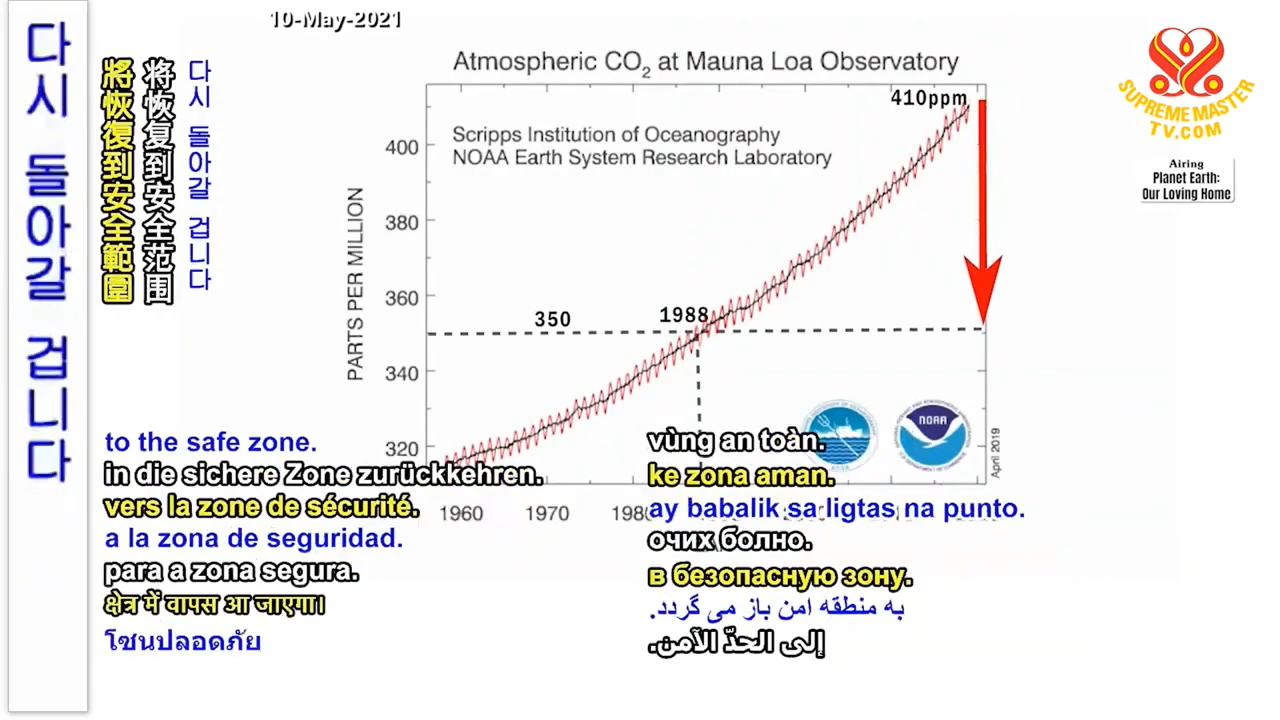 10-May-2021
다시 돌아갈 겁니다
將恢復到安全範圍
将恢复到安全范围
다시 돌아갈 겁니다
Atmospheric CO2 at Mauna Loa Observatory
410ppm
Scripps Institution of Oceanography
NOAA Earth System Research Laboratory
PARTS PER MILLION
400
380
360
340
320
350
1988
1960
1970
NOAA
April 2019
SUPREME MASTER
TV.COM
Airing
Planet Earth:
Our Loving Home
to the safe zone.
in die sichere Zone zurückkehren.
vers la zone de sécurité.
a la zona de seguridad.
para a zona segura.
क्षेत्र में वापस आ जाएगा।
โซนปลอดภัย
vùng an toàn.
ke zona aman.
ay babalik sa ligtas na punto.
очих болно.
в безопасную зону.
به منطقه امن باز می گردد.
إلى الحدّ الآمن.